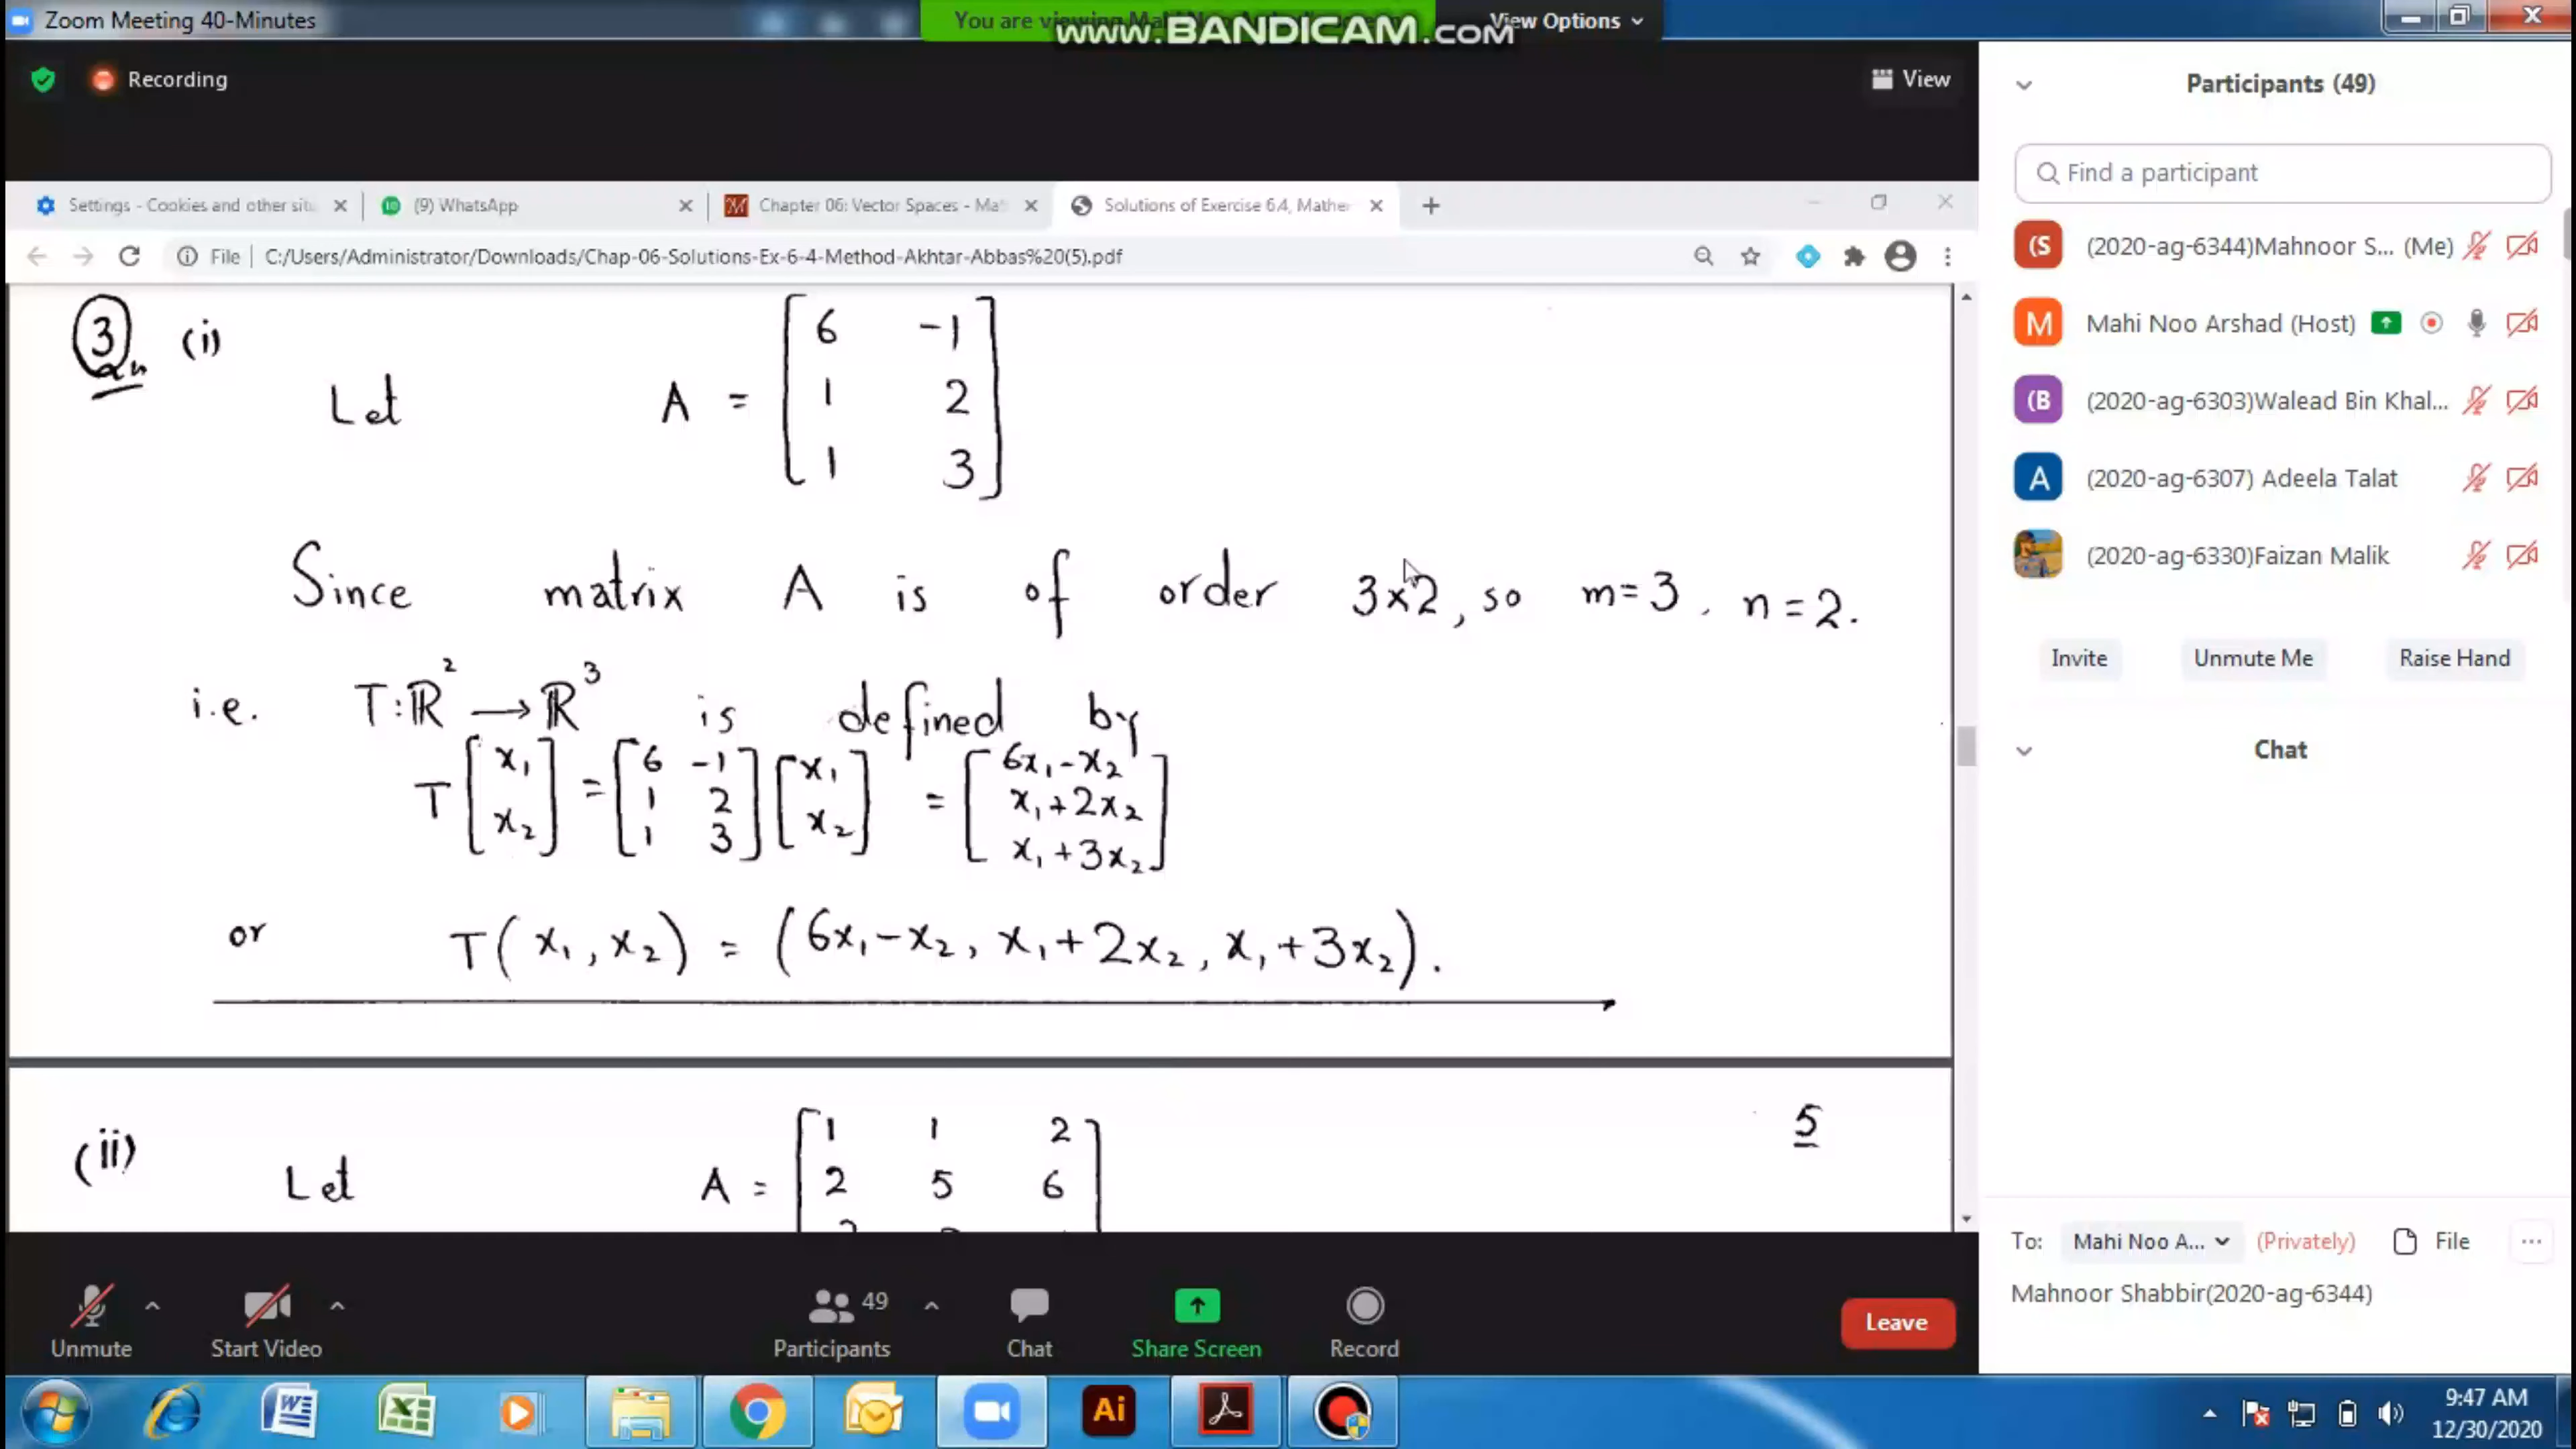 Zoom Meeting 40-Minutes
You are viewing
View Options
www.BANDICAM.com
Recording
View
Settings - Cookies and other sit
(9) WhatsApp
Chapter 06: Vector Spaces - Ma
Solutions of Exercise 6.4, Mathe
File
C:/Users/Administrator/Downloads/Chap-06-Solutions-Ex-6-4-Method-Akhtar-Abbas%20(5).pdf
3 (i)
Let A = [6 -1
1 2
1 3]
Since matrix A is of order 3×2, so m=3, n=2.
i.e. T:ℝ² → ℝ³ is defined by
T[x₁ x₂] = [6 -1; 1 2; 1 3][x₁ x₂] = [6x₁-x₂; x₁+2x₂; x₁+3x₂]
or T(x₁, x₂) = (6x₁-x₂, x₁+2x₂, x₁+3x₂).
5
(ii) Let A = [1 1 2
2 5 6
Unmute
Start Video
49
Participants
Chat
Share Screen
Record
Leave
Participants (49)
Find a participant
(S (2020-ag-6344)Mahnoor S... (Me)
M Mahi Noo Arshad (Host)
(B (2020-ag-6303)Walead Bin Khal...
A (2020-ag-6307) Adeela Talat
(2020-ag-6330)Faizan Malik
Invite
Unmute Me
Raise Hand
Chat
To: Mahi Noo A... (Privately) File ...
Mahnoor Shabbir(2020-ag-6344)
Ai
9:47 AM
12/30/2020